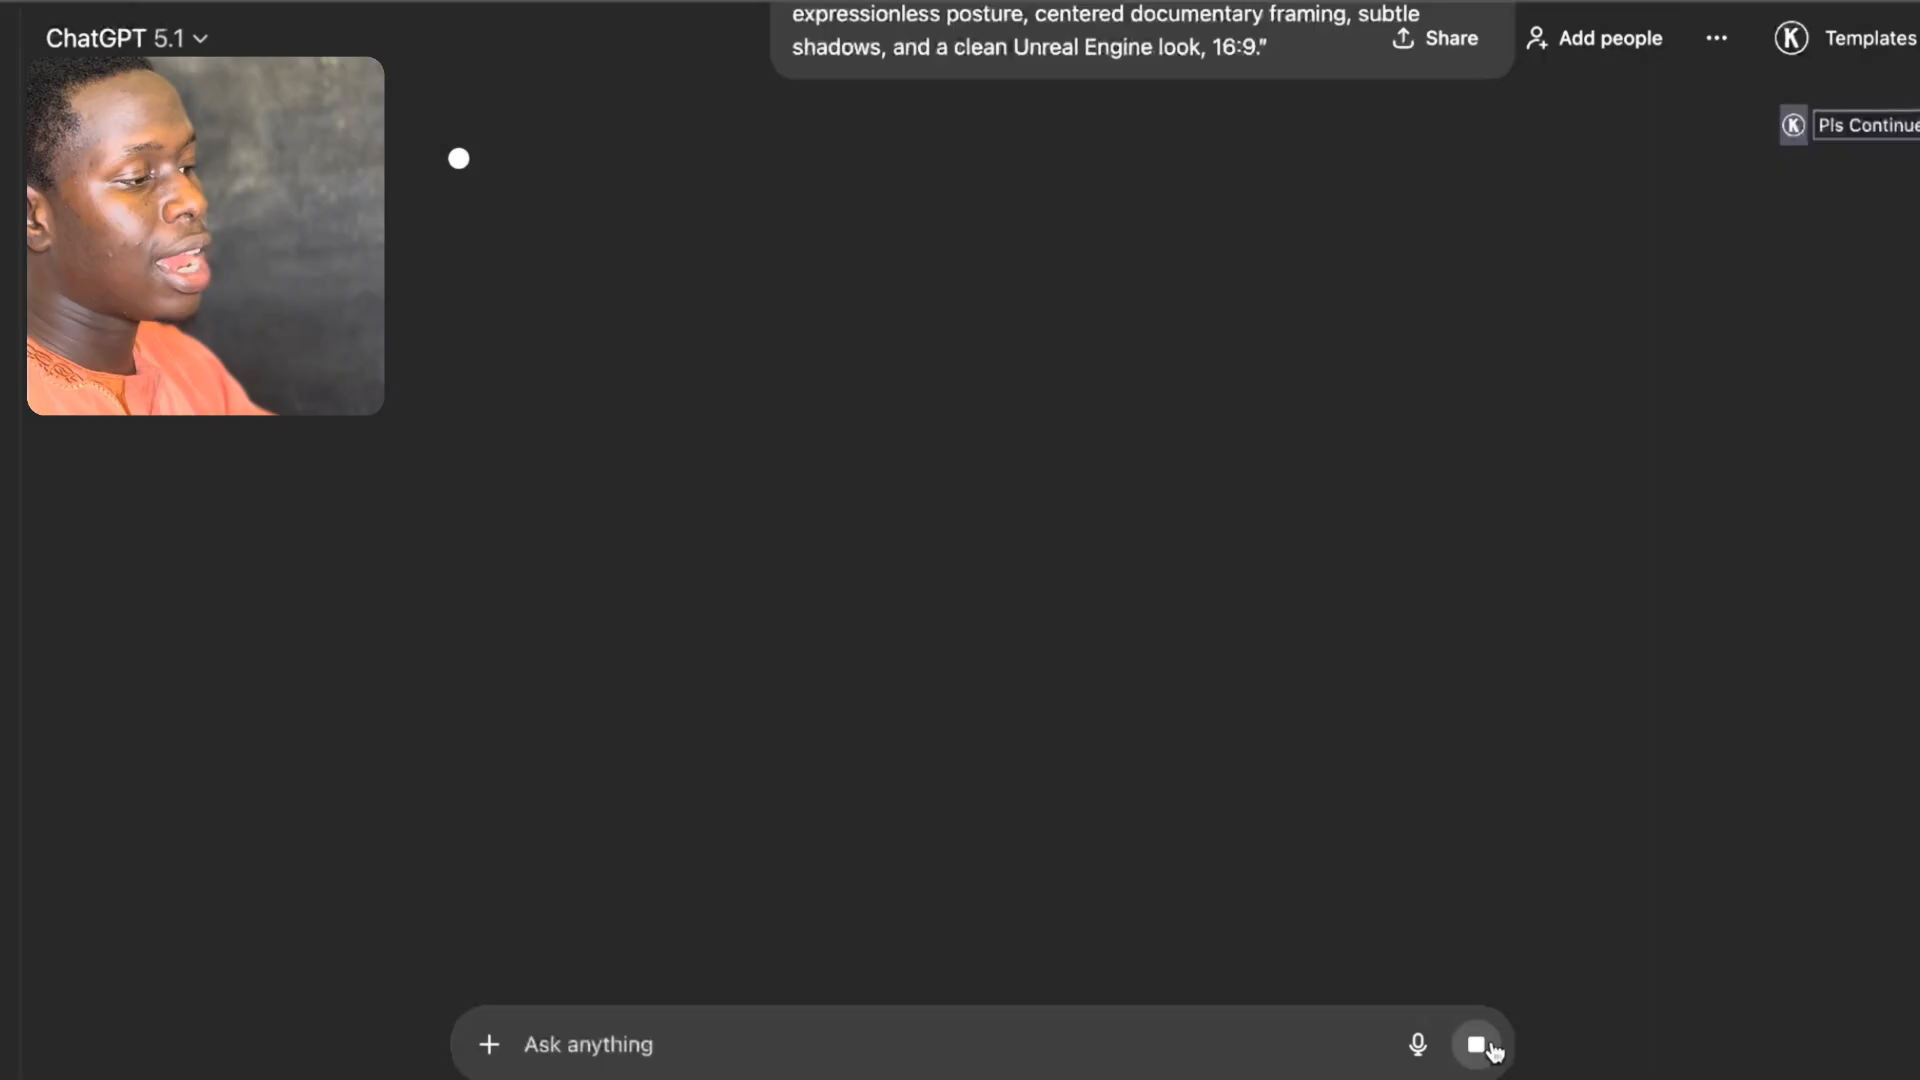 expressionless posture, centered documentary framing, subtle
shadows, and a clean Unreal Engine look, 16:9.”
ChatGPT 5.1
Share
Add people
K
Templates
K
Pls Continue
Ask anything